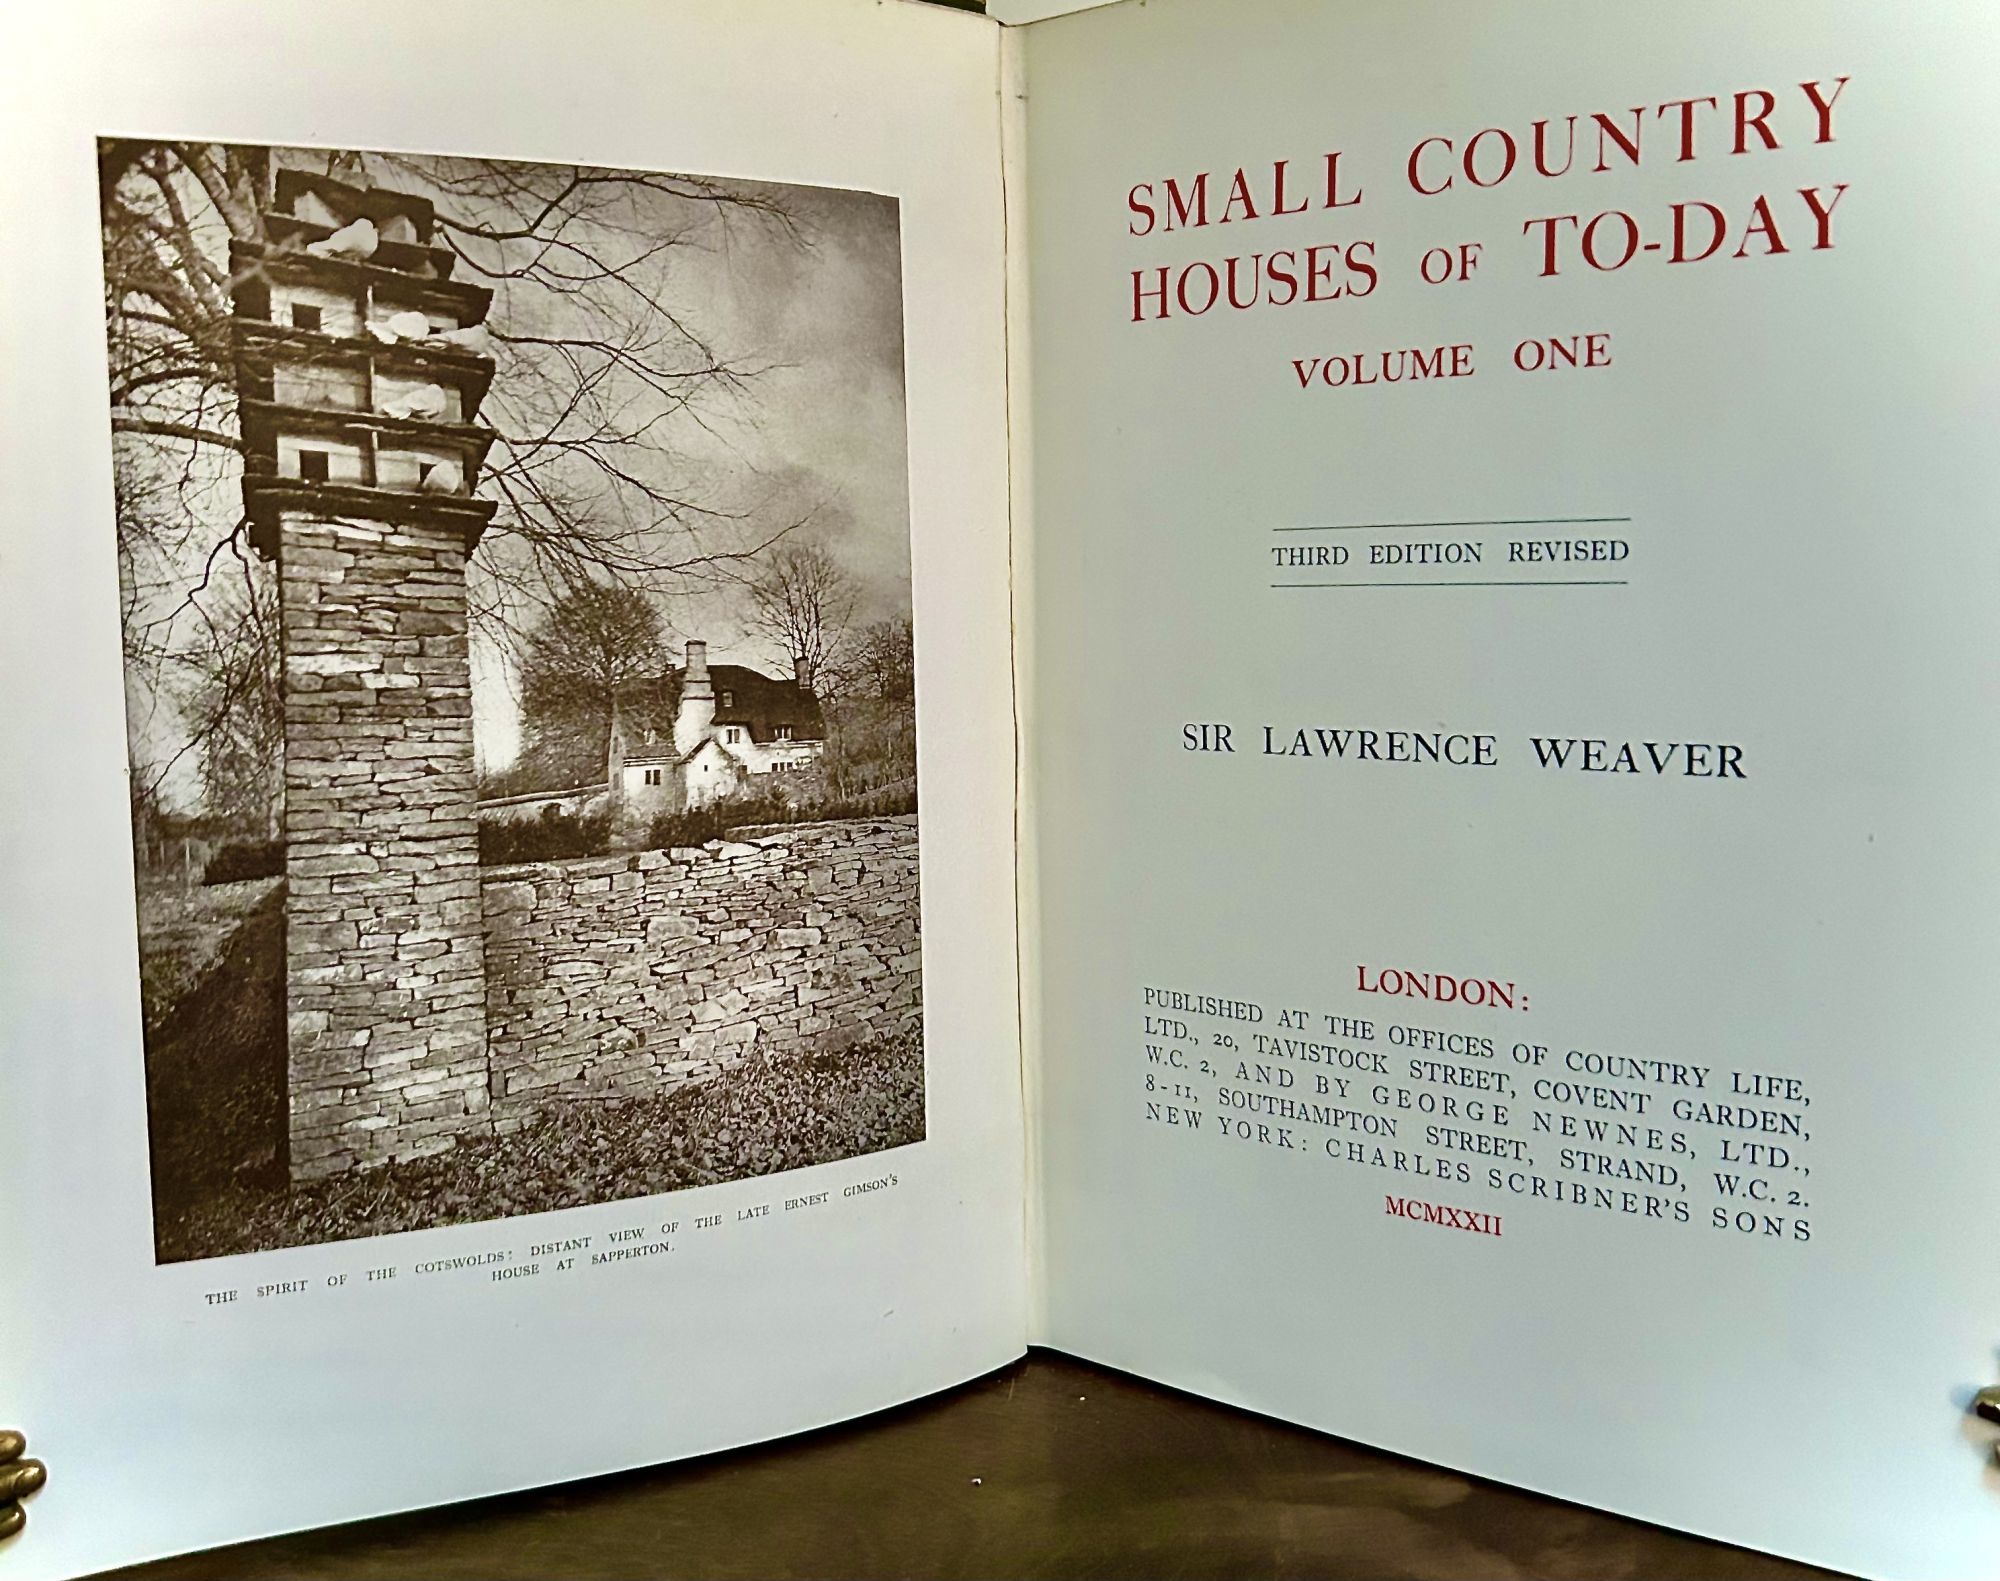 THE SPIRIT OF THE COTSWOLDS: DISTANT VIEW OF THE LATE ERNEST GIMSON'S
HOUSE AT SAPPERTON.
SMALL COUNTRY
HOUSES OF TO-DAY
VOLUME ONE
THIRD EDITION REVISED
SIR LAWRENCE WEAVER
LONDON:
PUBLISHED AT THE OFFICES OF COUNTRY LIFE,
LTD., 20, TAVISTOCK STREET, COVENT GARDEN,
W.C. 2, AND BY GEORGE NEWNES, LTD.,
8-11, SOUTHAMPTON STREET, STRAND, W.C. 2.
NEW YORK: CHARLES SCRIBNER'S SONS
MCMXXII